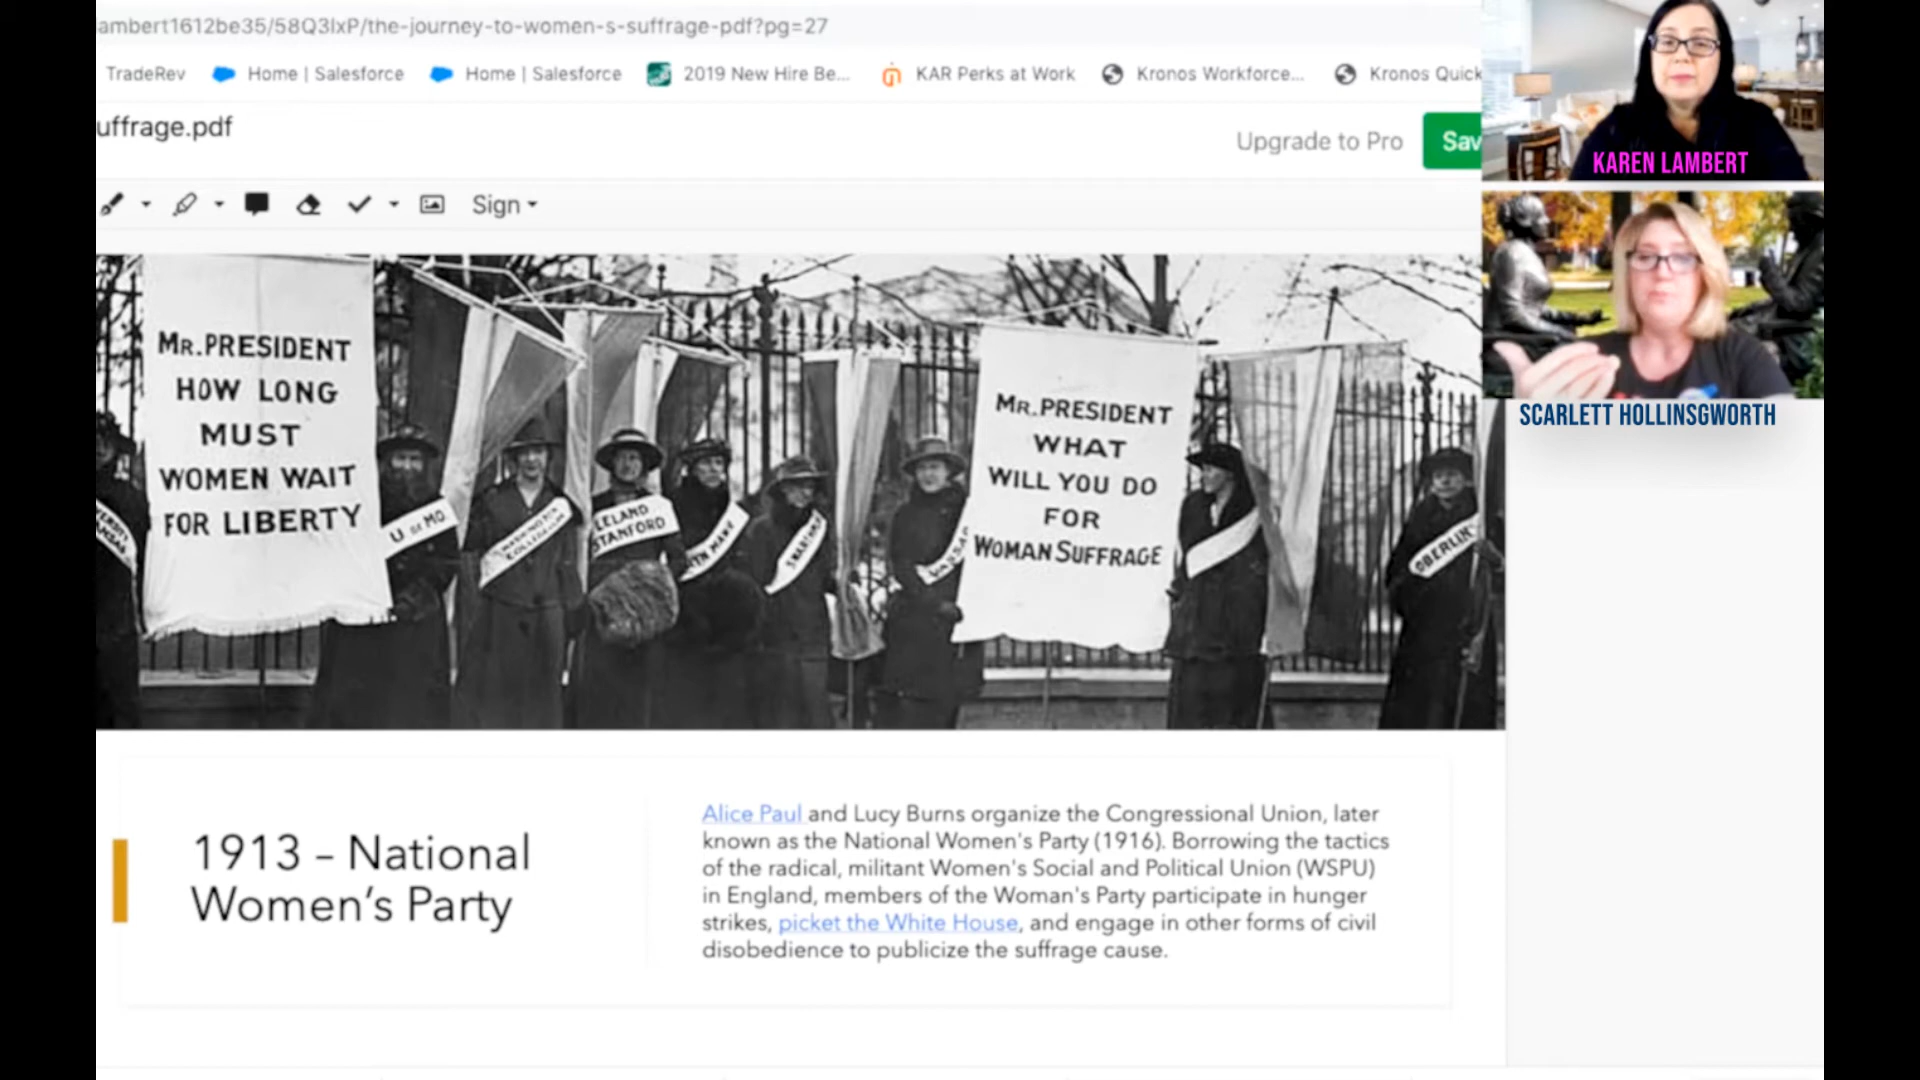 ambert1612be35/58Q3lxP/the-journey-to-women-s-suffrage-pdf?pg=27
TradeRev Home | Salesforce Home | Salesforce 2019 New Hire Be... KAR Perks at Work Kronos Workforce... Kronos Quick
uffrage.pdf
Upgrade to Pro Sav
Sign
KAREN LAMBERT
SCARLETT HOLLINSGWORTH
MR. PRESIDENT
HOW LONG
MUST
WOMEN WAIT
FOR LIBERTY
U OF MO.
LELAND
STANFORD
MR. PRESIDENT
WHAT
WILL YOU DO
FOR
WOMAN SUFFRAGE
OBERLIN
1913 – National
Women's Party
Alice Paul and Lucy Burns organize the Congressional Union, later
known as the National Women's Party (1916). Borrowing the tactics
of the radical, militant Women's Social and Political Union (WSPU)
in England, members of the Woman's Party participate in hunger
strikes, picket the White House, and engage in other forms of civil
disobedience to publicize the suffrage cause.